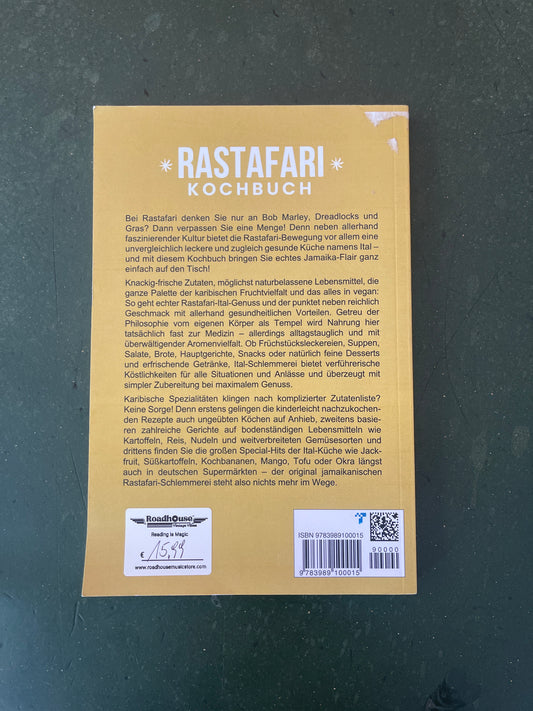 RASTAFARI
KOCHBUCH
Bei Rastafari denken Sie nur an Bob Marley, Dreadlocks und
Gras? Dann verpassen Sie eine Menge! Denn neben allerhand
faszinierender Kultur bietet die Rastafari-Bewegung vor allem eine
unvergleichlich leckere und zugleich gesunde Küche namens Ital –
und mit diesem Kochbuch bringen Sie echtes Jamaika-Flair ganz
einfach auf den Tisch!
Knackig-frische Zutaten, möglichst naturbelassene Lebensmittel, die
ganze Palette der karibischen Fruchtvielfalt und das alles in vegan:
So geht echter Rastafari-Ital-Genuss und der punktet neben reichlich
Geschmack mit allerhand gesundheitlichen Vorteilen. Getreu der
Philosophie vom eigenen Körper als Tempel wird Nahrung hier
tatsächlich fast zur Medizin – allerdings alltagstauglich und mit
überwältigender Aromenvielfalt. Ob Früchstücksleckereien, Suppen,
Salate, Brote, Hauptgerichte, Snacks oder natürlich feine Desserts
und erfrischende Getränke, Ital-Schlemmerei bietet verführerische
Köstlichkeiten für alle Situationen und Anlässe und überzeugt mit
simpler Zubereitung bei maximalem Genuss.
Karibische Spezialitäten klingen nach komplizierter Zutatenliste?
Keine Sorge! Denn erstens gelingen die kinderleicht nachzukochen-
den Rezepte auch ungeübten Köchen auf Anhieb, zweitens basie-
ren zahlreiche Gerichte auf bodenständigen Lebensmitteln wie
Kartoffeln, Reis, Nudeln und weitverbreiteten Gemüsesorten und
drittens finden Sie die großen Special-Hits der Ital-Küche wie Jack-
fruit, Süßkartoffeln, Kochbananen, Mango, Tofu oder Okra längst
auch in deutschen Supermärkten – der original jamaikanischen
Rastafari-Schlemmerei steht also nichts mehr im Wege.
Roadhouse
Reading is Magic
€ 15,99
www.roadhousemusicstore.com
ISBN 9783989100015
90000
9 783989 100015